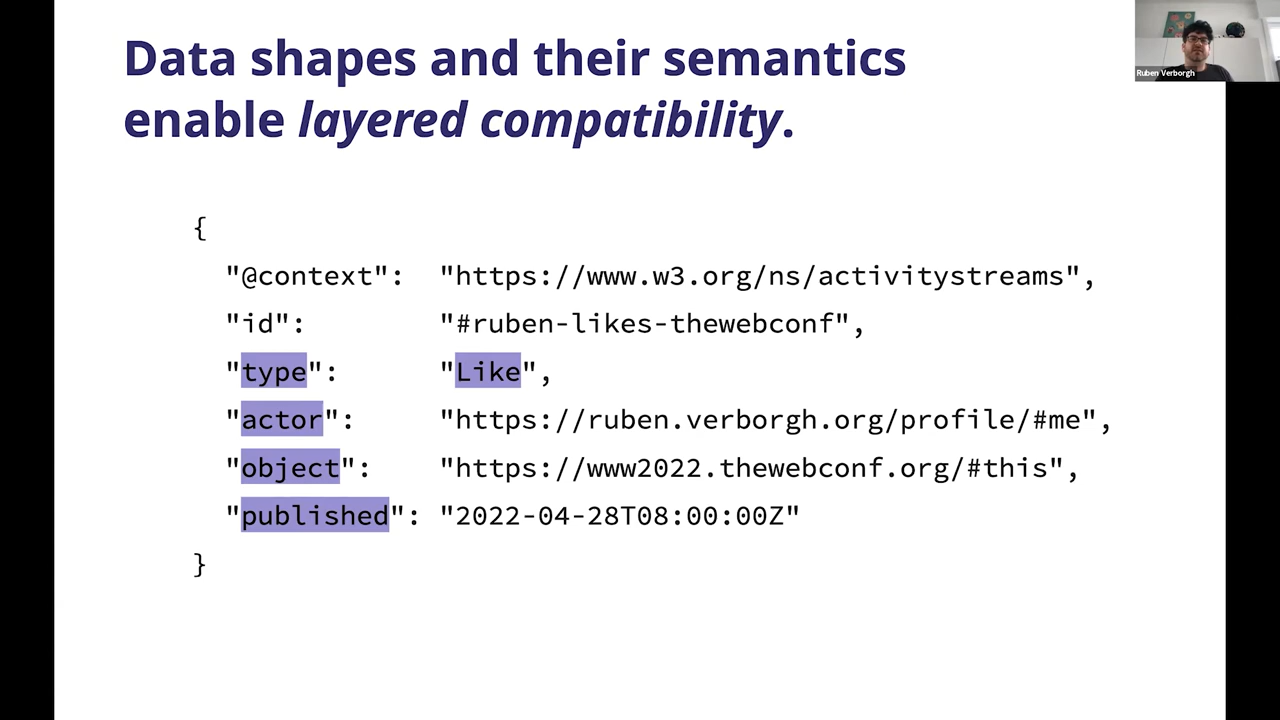 Data shapes and their semantics
enable layered compatibility.
Ruben Verborgh
{
"@context": "https://www.w3.org/ns/activitystreams",
"id": "#ruben-likes-thewebconf",
"type": "Like",
"actor": "https://ruben.verborgh.org/profile/#me",
"object": "https://www2022.thewebconf.org/#this",
"published": "2022-04-28T08:00:00Z"
}